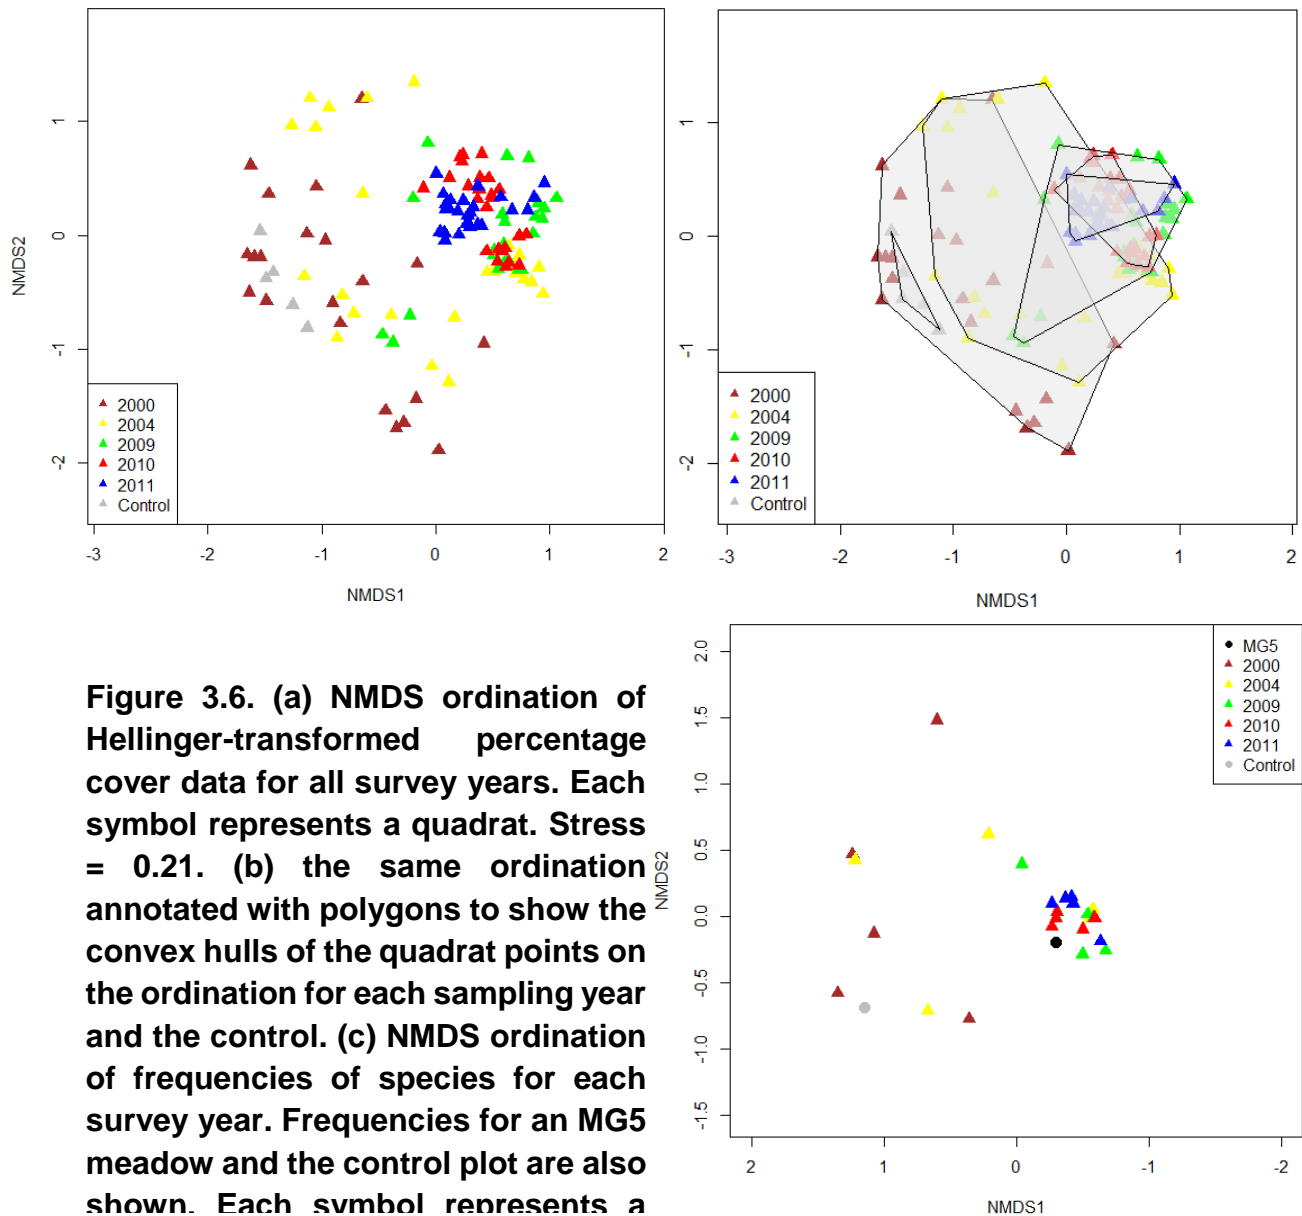 2
1
0
-1
-2
NMDS2
2000
2004
2009
2010
2011
Control
-3 -2 -1 0 1 2
NMDS1
1
0
-1
-2
2000
2004
2009
2010
2011
Control
-3 -2 -1 0 1 2
NMDS1
Figure 3.6. (a) NMDS ordination of
Hellinger-transformed percentage
cover data for all survey years. Each
symbol represents a quadrat. Stress
= 0.21. (b) the same ordination
annotated with polygons to show the
convex hulls of the quadrat points on
the ordination for each sampling year
and the control. (c) NMDS ordination
of frequencies of species for each
survey year. Frequencies for an MG5
meadow and the control plot are also
shown. Each symbol represents a
2.0
1.5
1.0
0.5
0.0
-0.5
-1.0
-1.5
NMDS2
MG5
2000
2004
2009
2010
2011
Control
2 1 0 -1 -2
NMDS1